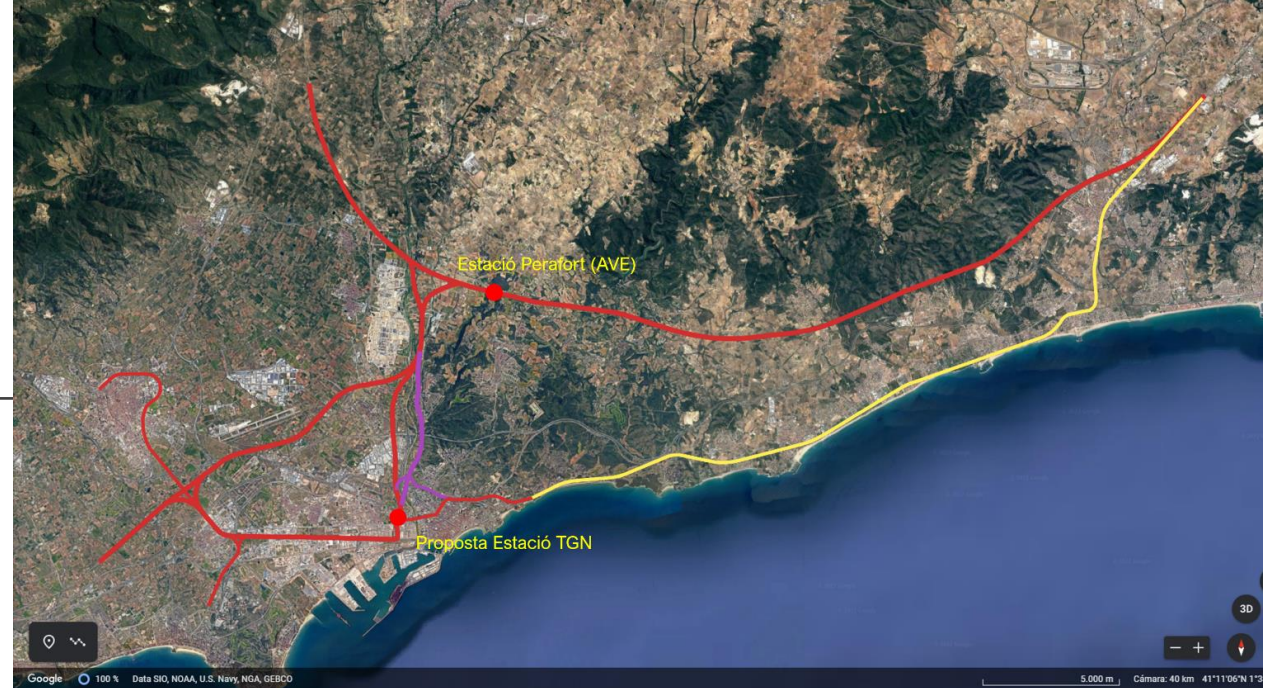 Estació Perafort (AVE)
Proposta Estació TGN
3D
Google 100 % Data SIO, NOAA, U.S. Navy, NGA, GEBCO
5.000 m Cámara: 40 km 41°11'06"N 1°3